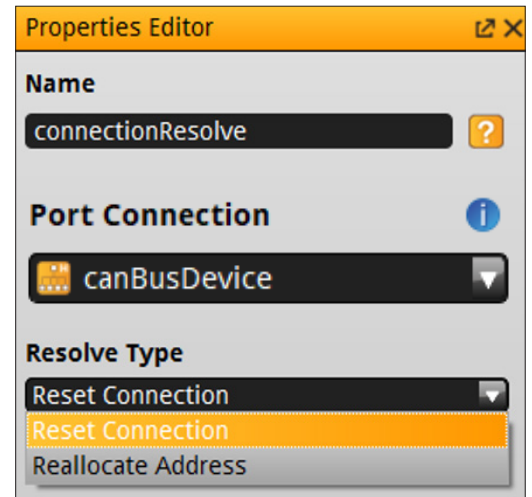 Properties Editor
Name
connectionResolve
?
Port Connection
i
canBusDevice
Resolve Type
Reset Connection
Reset Connection
Reallocate Address